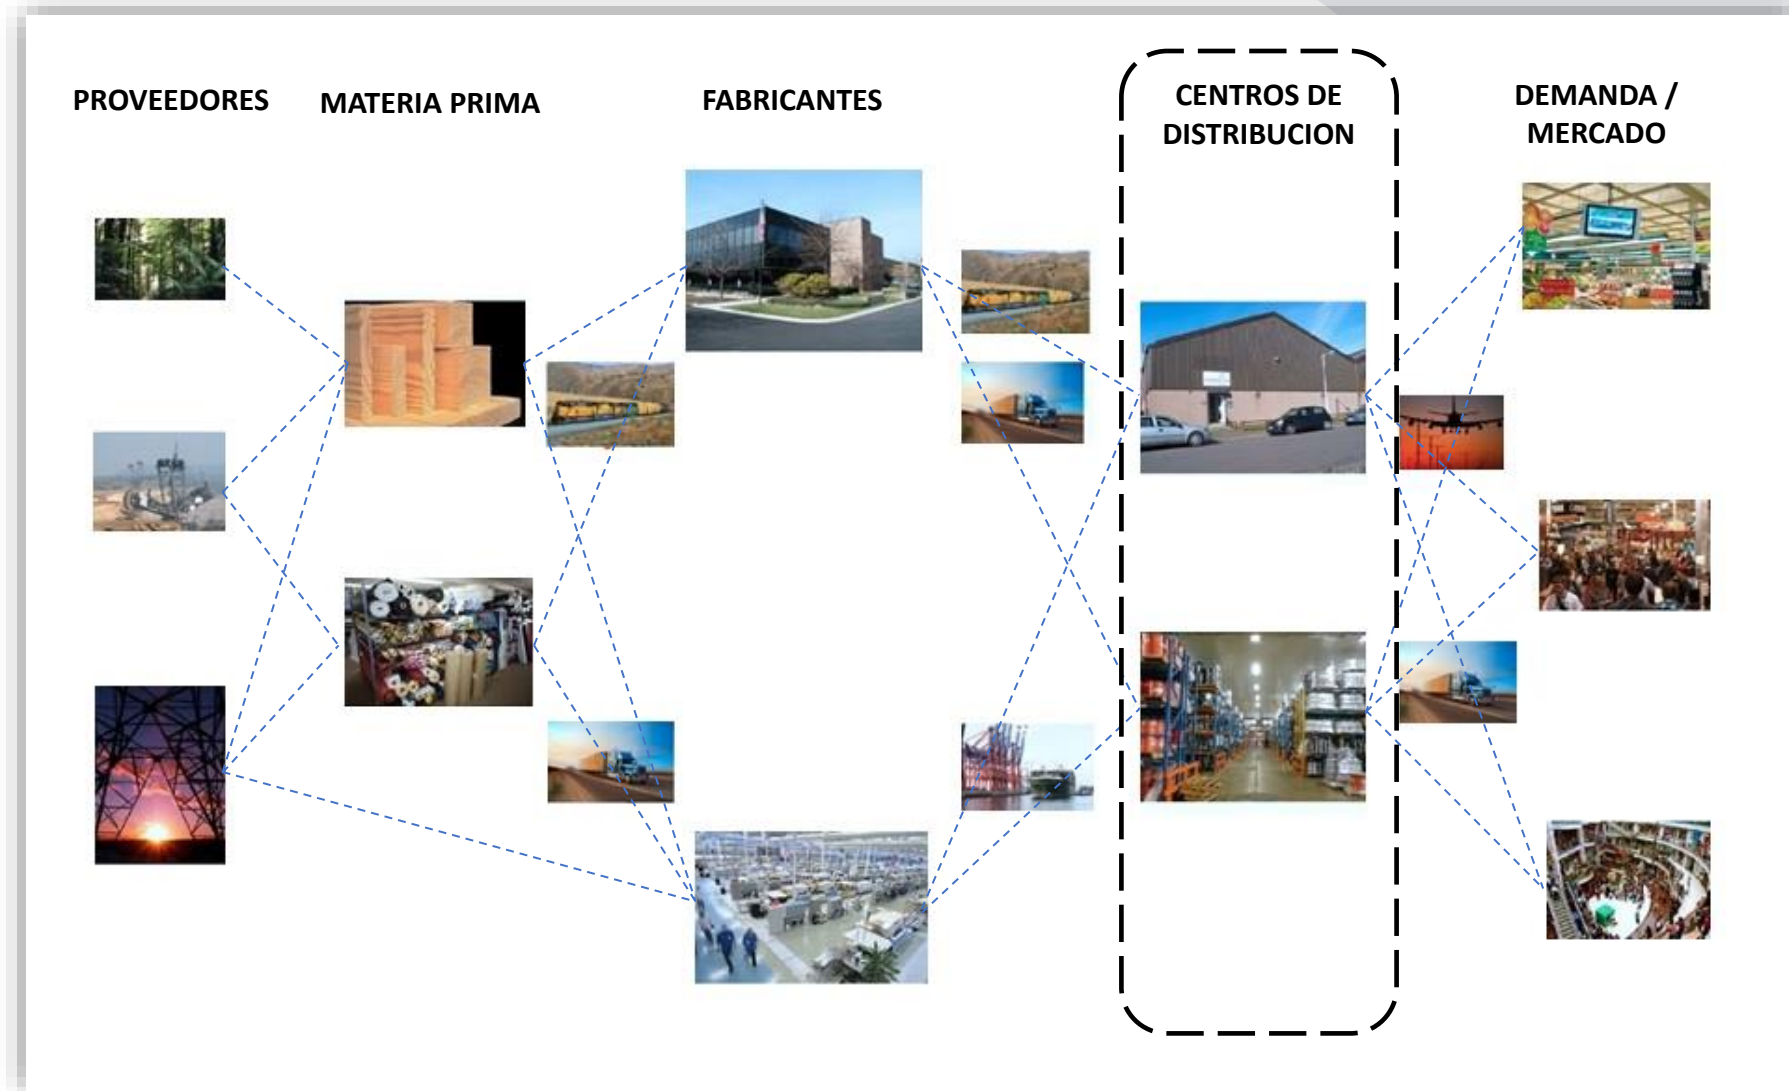 PROVEEDORES
MATERIA PRIMA
FABRICANTES
CENTROS DE
DISTRIBUCION
DEMANDA /
MERCADO